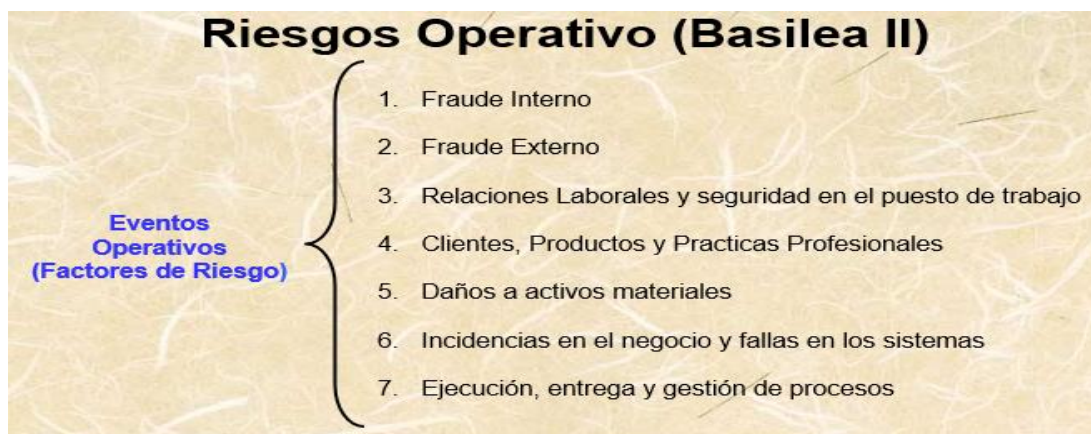 Riesgos Operativo (Basilea II)
1. Fraude Interno
2. Fraude Externo
3. Relaciones Laborales y seguridad en el puesto de trabajo
Eventos
Operativos
(Factores de Riesgo)
4. Clientes, Productos y Practicas Profesionales
5. Daños a activos materiales
6. Incidencias en el negocio y fallas en los sistemas
7. Ejecución, entrega y gestión de procesos